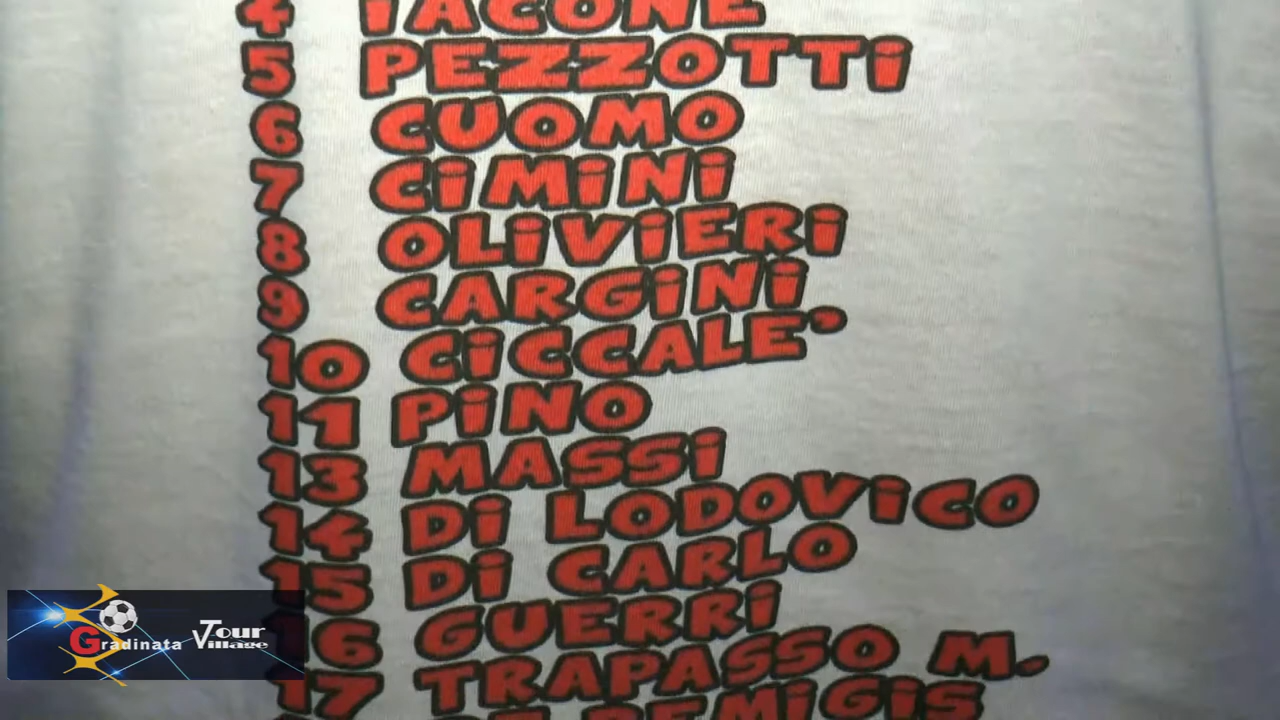 4 iACONE
5 PEZZOTTi
6 CUOMO
7 CiMiNi
8 OLiViERi
9 CARGiNi
10 CiCCALE'
11 PiNO
13 MASSi
14 Di LODOViCO
15 Di CARLO
16 GUERRi
17 TRAPASSO M.
REMiGiS
Gradinata Tour Village